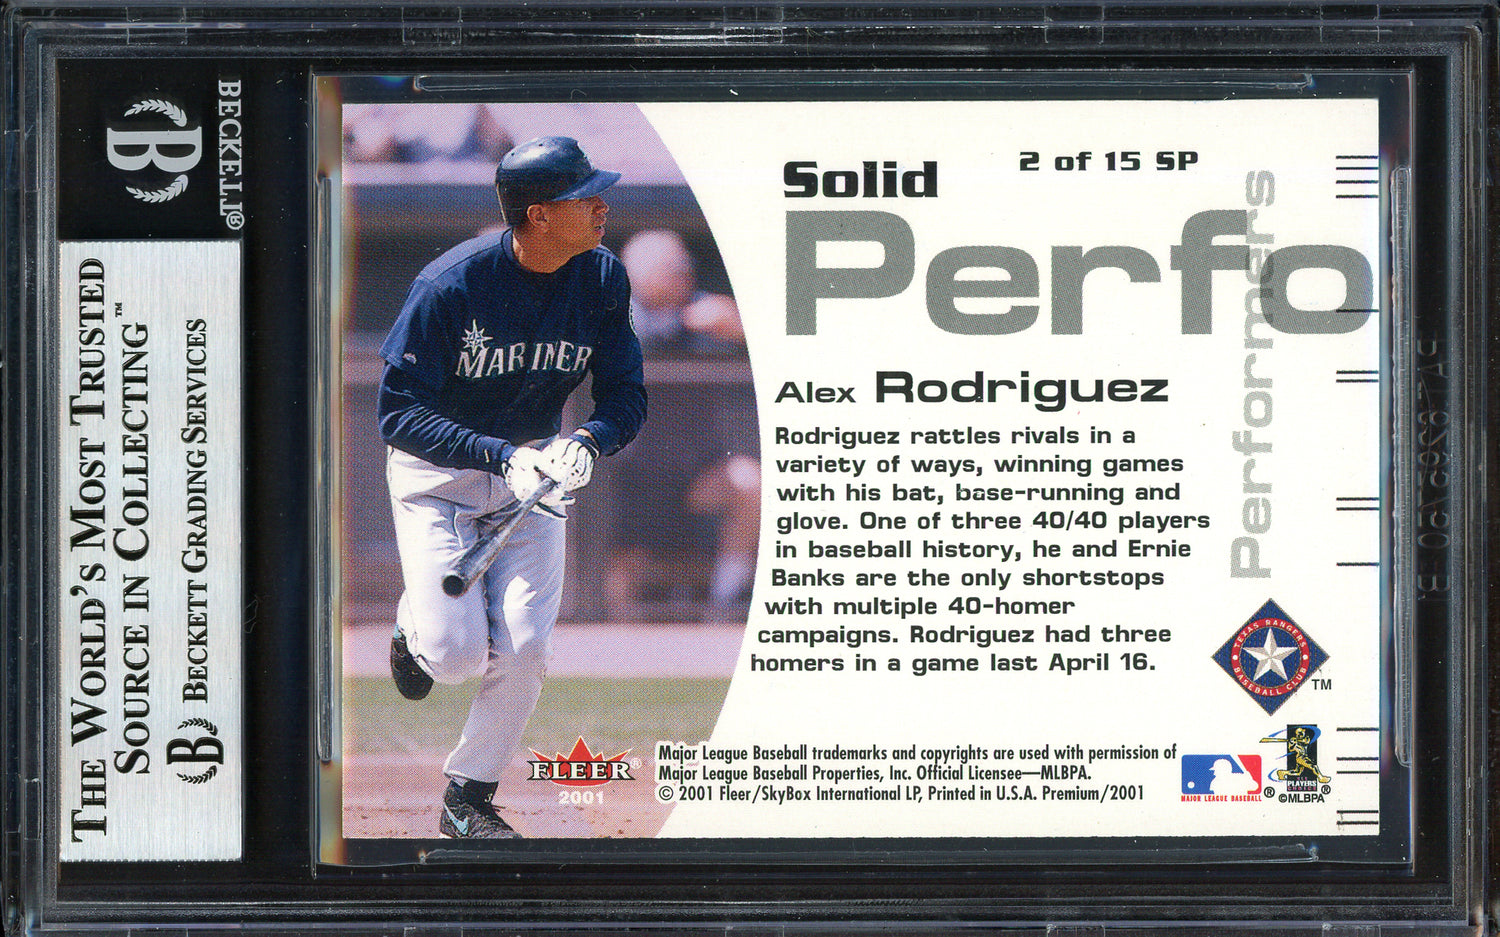 BECKETT®
THE WORLD'S MOST TRUSTED
SOURCE IN COLLECTING™
BECKETT GRADING SERVICES
B
B
MARINER
2 of 15 SP
Solid
Perfo
Performers
Alex Rodriguez
Rodriguez rattles rivals in a
variety of ways, winning games
with his bat, base-running and
glove. One of three 40/40 players
in baseball history, he and Ernie
Banks are the only shortstops
with multiple 40-homer
campaigns. Rodriguez had three
homers in a game last April 16.
TEXAS RANGERS
BASEBALL CLUB
TM
FLEER®
2001
Major League Baseball trademarks and copyrights are used with permission of
Major League Baseball Properties, Inc. Official Licensee—MLBPA.
© 2001 Fleer/SkyBox International LP, Printed in U.S.A. Premium/2001
MAJOR LEAGUE BASEBALL®
PLAYERS
CHOICE
©MLBPA®